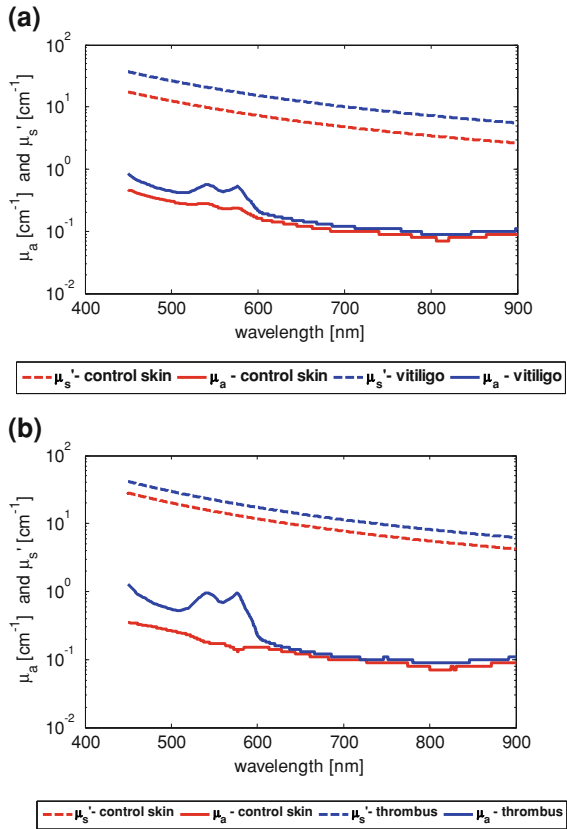 (a)
10²
10¹
10⁰
10⁻¹
10⁻²
μₐ [cm⁻¹] and μₛ' [cm⁻¹]
400 500 600 700 800 900
wavelength [nm]
μₛ'- control skin μₐ - control skin μₛ'- vitiligo μₐ - vitiligo
(b)
10²
10¹
10⁰
10⁻¹
10⁻²
μₐ [cm⁻¹] and μₛ' [cm⁻¹]
400 500 600 700 800 900
wavelength [nm]
μₛ'- control skin μₐ - control skin μₛ'- thrombus μₐ - thrombus